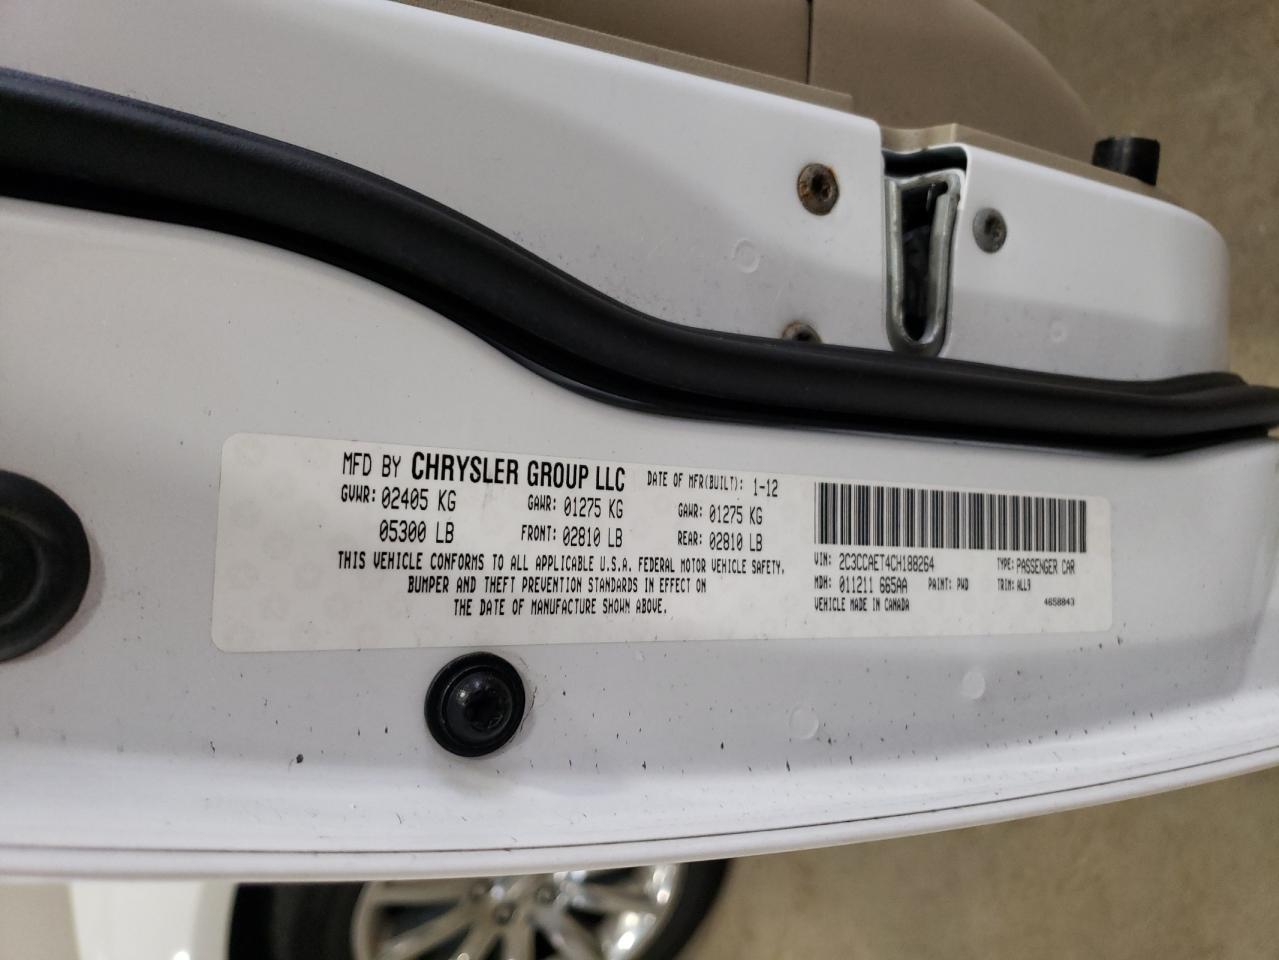 MFD BY CHRYSLER GROUP LLC DATE OF MFR(BUILT): 1-12
GVWR: 02405 KG GAWR: 01275 KG GAWR: 01275 KG
05300 LB FRONT: 02810 LB REAR: 02810 LB
THIS VEHICLE CONFORMS TO ALL APPLICABLE U.S.A. FEDERAL MOTOR VEHICLE SAFETY,
BUMPER AND THEFT PREVENTION STANDARDS IN EFFECT ON
THE DATE OF MANUFACTURE SHOWN ABOVE.
VIN: 2C3CCAET4CH188264 TYPE: PASSENGER CAR
MDH: 011211 665AA PAINT: PWD TRIM: ALL9
VEHICLE MADE IN CANADA 4658843